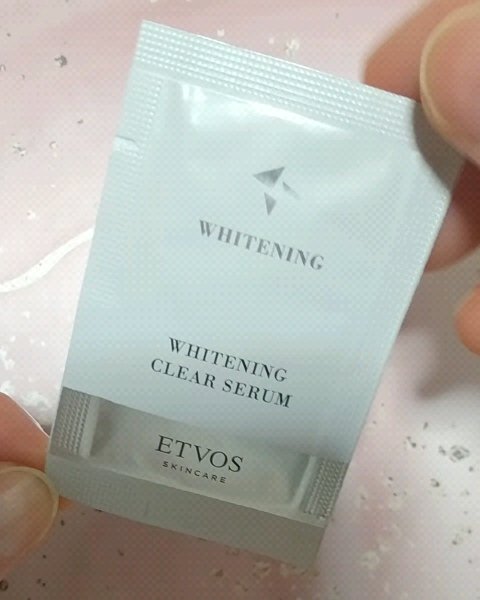 WHITENING
WHITENING
CLEAR SERUM
ETVOS
SKINCARE